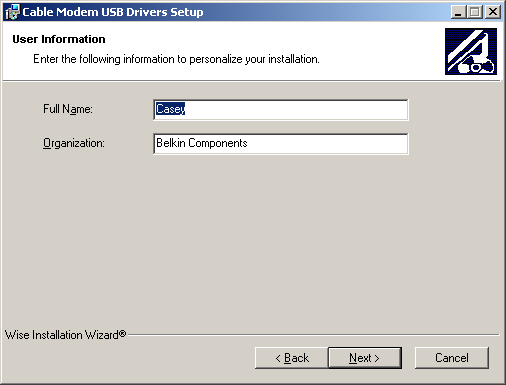 Cable Modem USB Drivers Setup
User Information
Enter the following information to personalize your installation.
Full Name:
Casey
Organization:
Belkin Components
Wise Installation Wizard®
< Back
Next >
Cancel